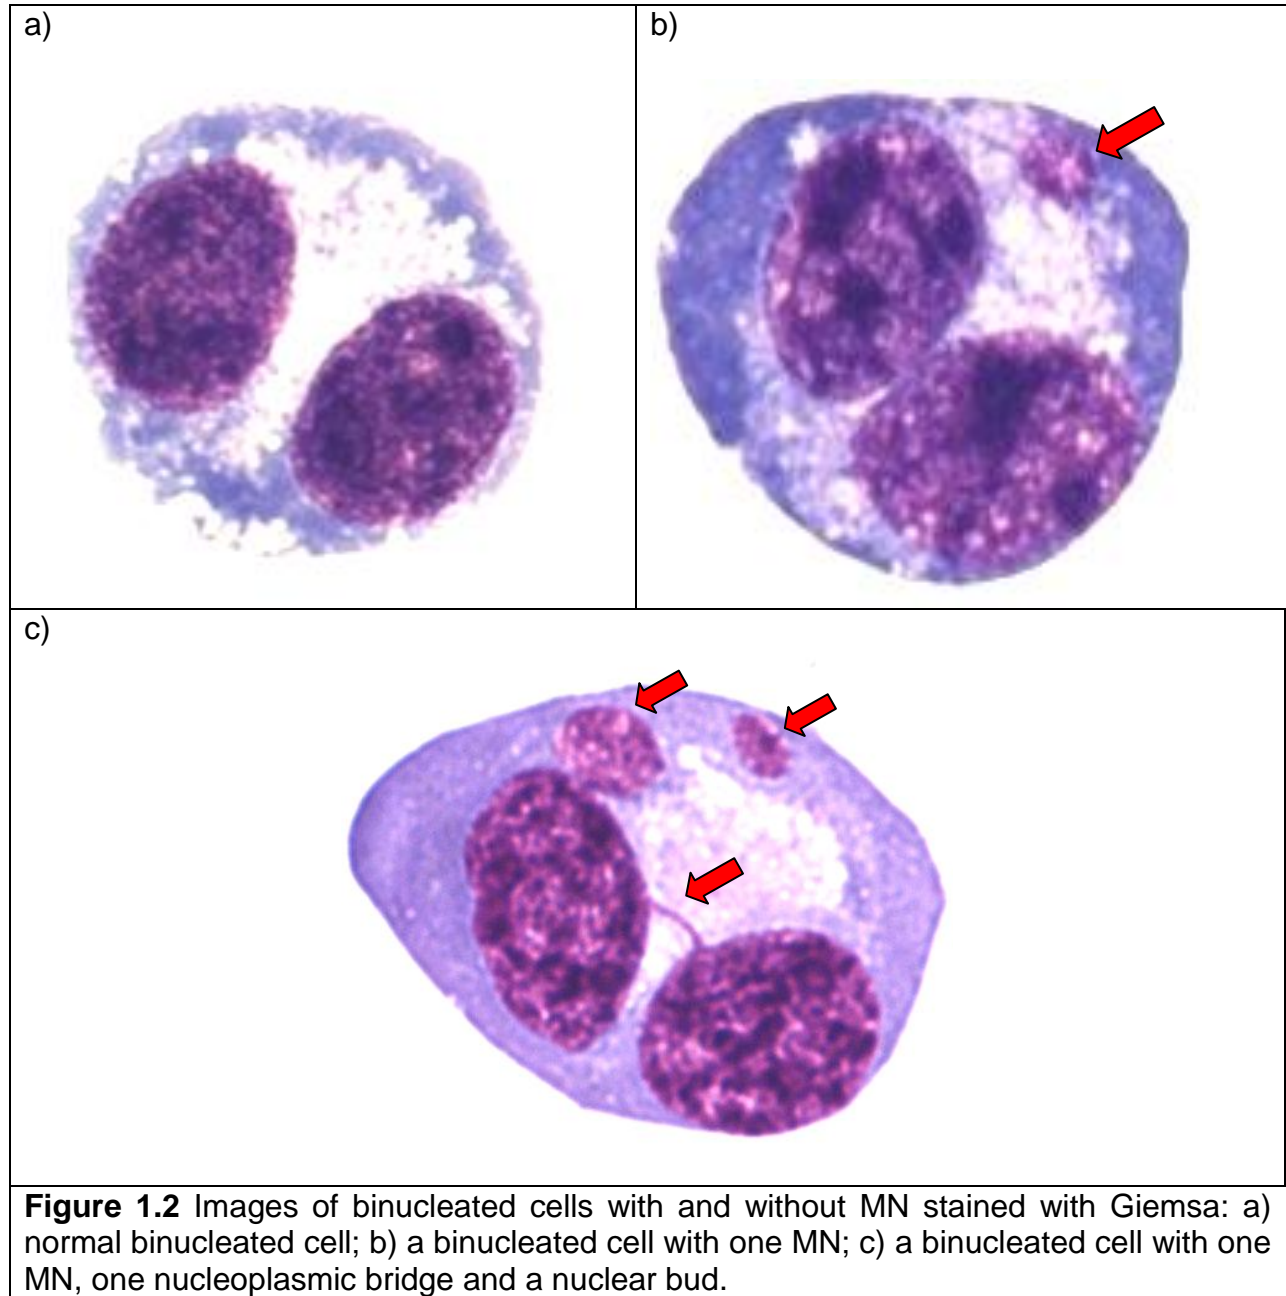 a)
b)
c)
Figure 1.2 Images of binucleated cells with and without MN stained with Giemsa: a)
normal binucleated cell; b) a binucleated cell with one MN; c) a binucleated cell with one
MN, one nucleoplasmic bridge and a nuclear bud.